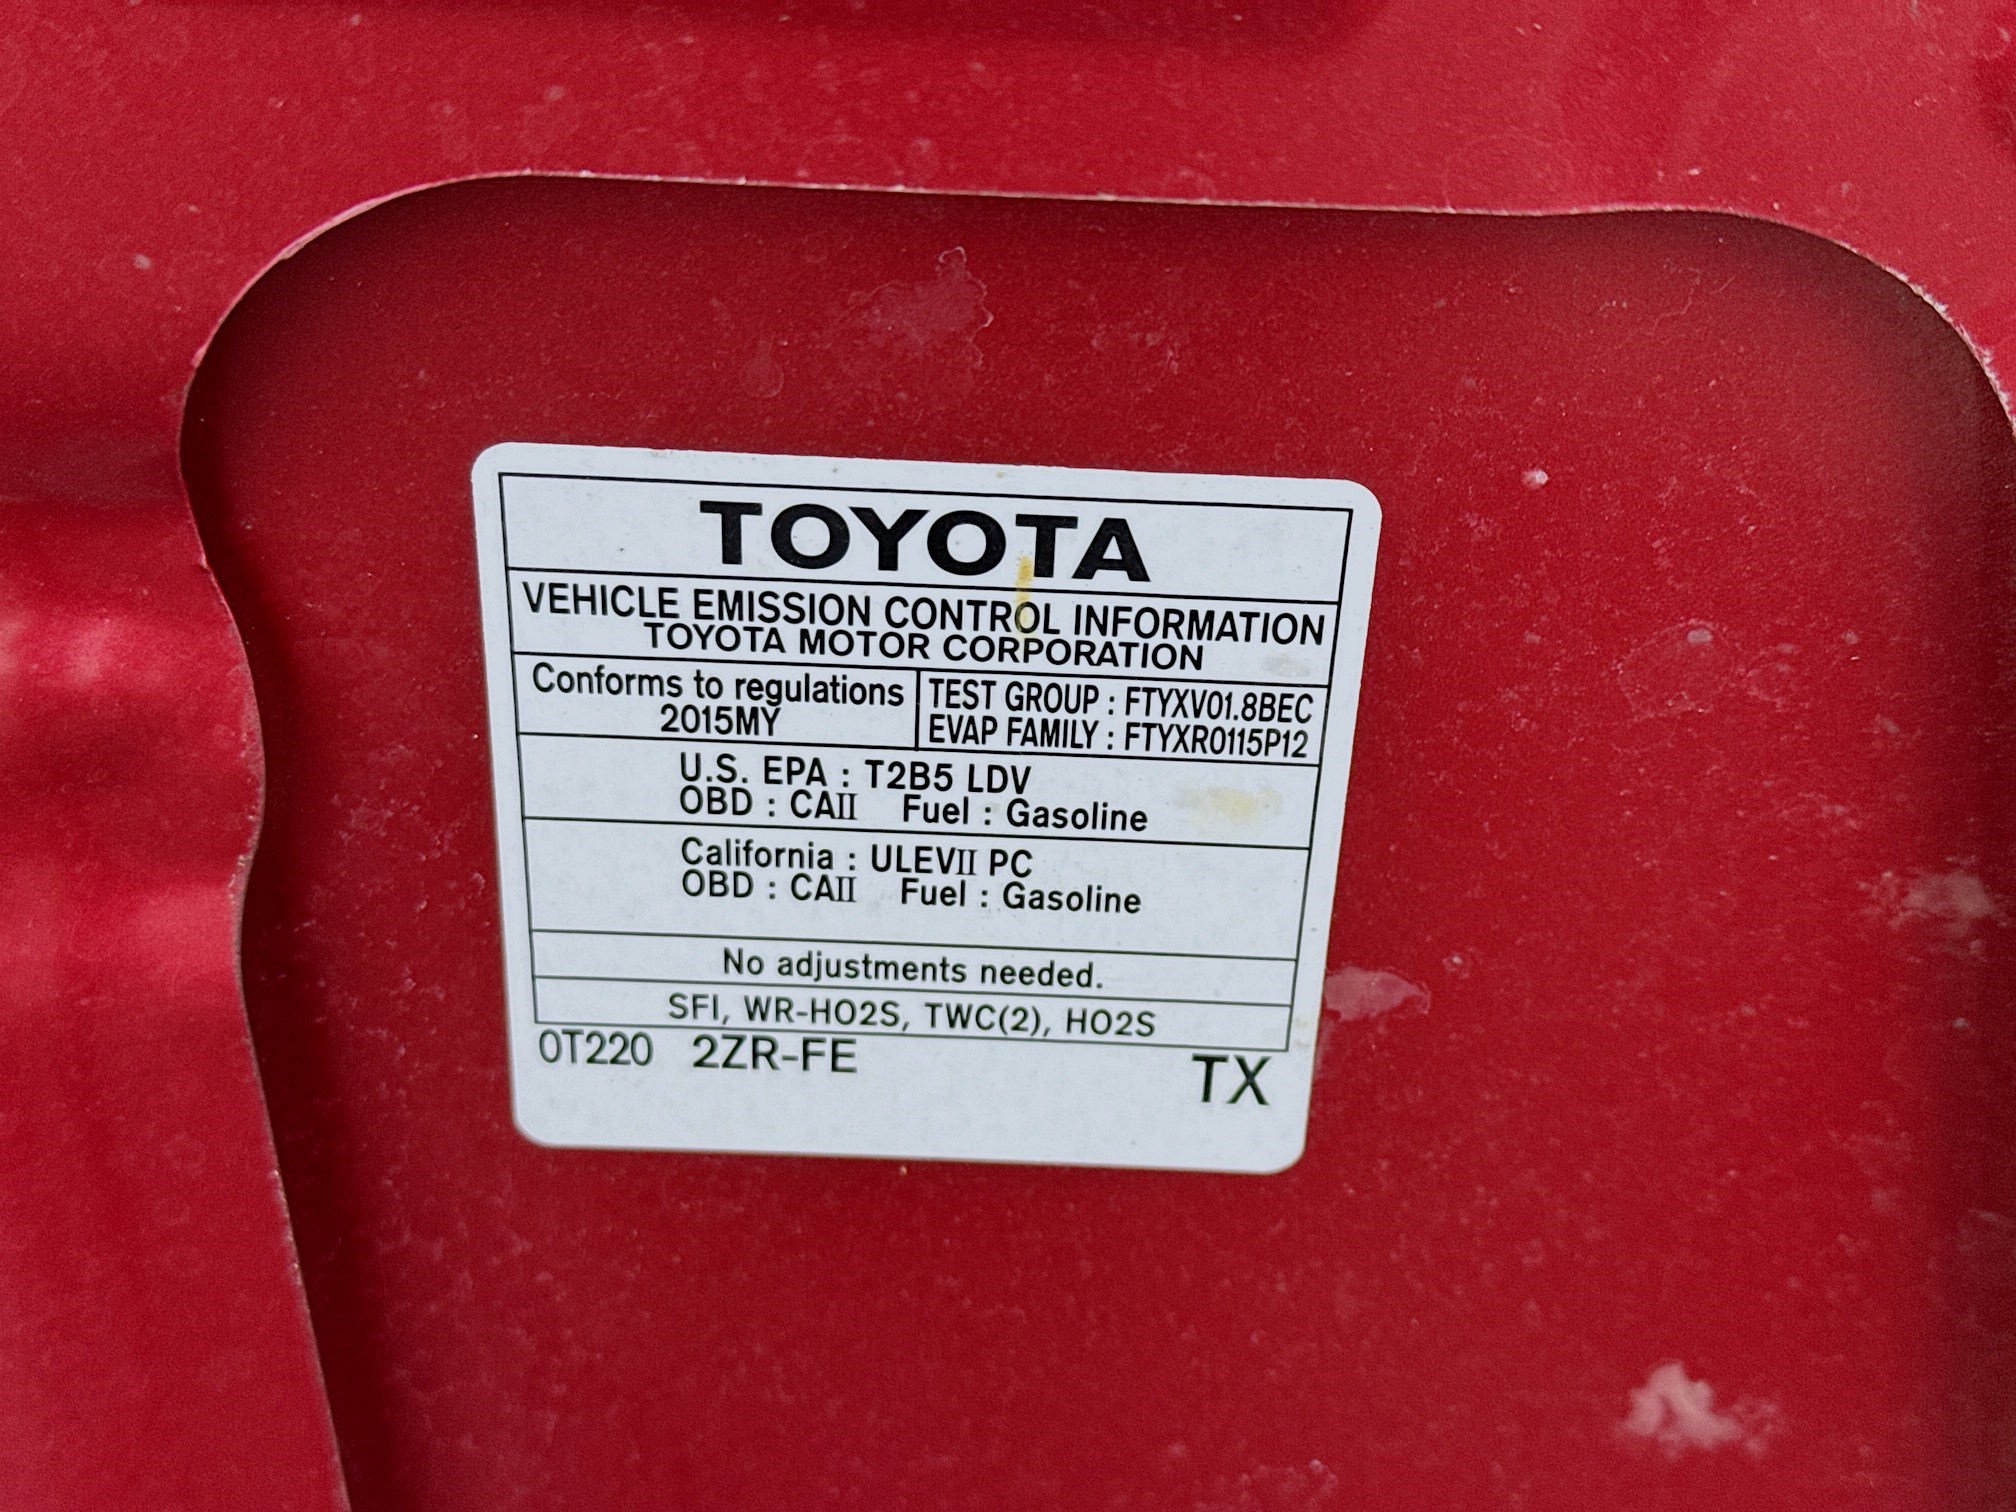 TOYOTA
VEHICLE EMISSION CONTROL INFORMATION
TOYOTA MOTOR CORPORATION
Conforms to regulations
2015MY
TEST GROUP : FTYXV01.8BEC
EVAP FAMILY : FTYXR0115P12
U.S. EPA : T2B5 LDV
OBD : CAII Fuel : Gasoline
California : ULEVII PC
OBD : CAII Fuel : Gasoline
No adjustments needed.
SFI, WR-HO2S, TWC(2), HO2S
0T220 2ZR-FE TX